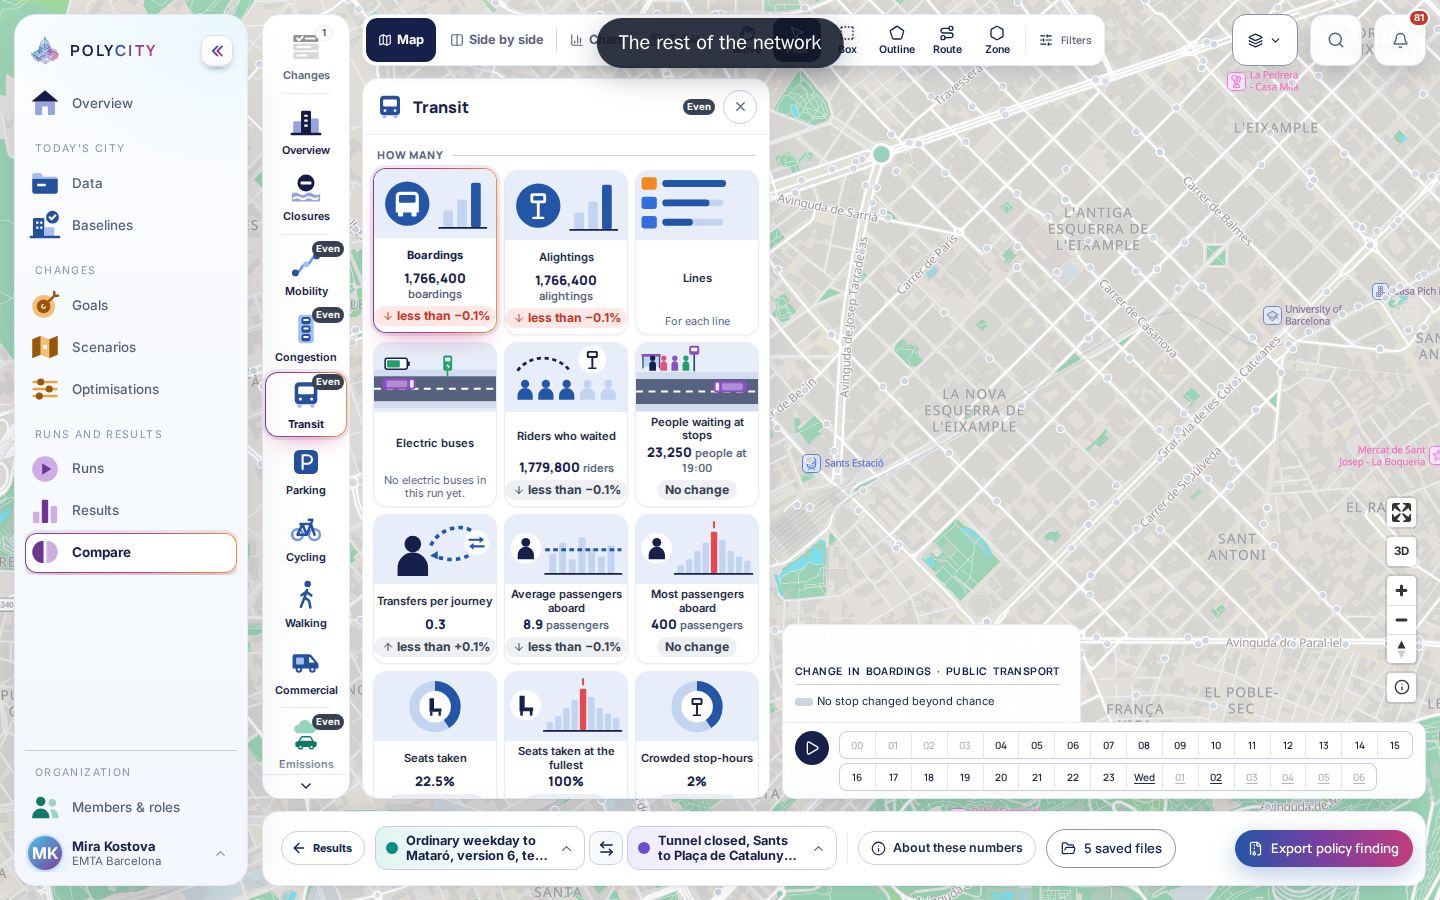 POLYCITY
Overview
TODAY'S CITY
Data
Baselines
CHANGES
Goals
Scenarios
Optimisations
RUNS AND RESULTS
Runs
Results
Compare
ORGANIZATION
Members & roles
MK
Mira Kostova
EMTA Barcelona
1
Changes
Overview
Closures
Even
Mobility
Even
Congestion
Even
Transit
Parking
Cycling
Walking
Commercial
Even
Emissions
Map
Side by side
The rest of the network
Box
Outline
Route
Zone
Filters
81
Transit
Even
HOW MANY
Boardings
1,766,400
boardings
↓ less than −0.1%
Alightings
1,766,400
alightings
↓ less than −0.1%
Lines
For each line
Electric buses
No electric buses in
this run yet.
Riders who waited
1,779,800 riders
↓ less than −0.1%
People waiting at
stops
23,250 people at
19:00
No change
Transfers per journey
0.3
↑ less than +0.1%
Average passengers
aboard
8.9 passengers
↓ less than −0.1%
Most passengers
aboard
400 passengers
No change
Seats taken
22.5%
Seats taken at the
fullest
100%
Crowded stop-hours
2%
La Pedrera
- Casa Milà
L'EIXAMPLE
Travessera
Avinguda de Sarrià
Carrer de París
Avinguda de Josep Tarradellas
L'ANTIGA
ESQUERRA DE
L'EIXAMPLE
Carrer de Balmes
Carrer de Casanova
University of
Barcelona
LA NOVA
ESQUERRA DE
L'EIXAMPLE
Gran Via de les Corts Catalanes
Carrer de Sepúlveda
Sants Estació
Mercat de Sant
Josep - La Boqueria
SANT
ANTONI
Avinguda del Paral·lel
EL POBLE-
SEC
FRANÇA
SANTA
340
3D
CHANGE IN BOARDINGS · PUBLIC TRANSPORT
No stop changed beyond chance
00 01 02 03 04 05 06 07 08 09 10 11 12 13 14 15
16 17 18 19 20 21 22 23 Wed 01 02 03 04 05 06
Results
Ordinary weekday to
Mataró, version 6, te...
Tunnel closed, Sants
to Plaça de Cataluny...
About these numbers
5 saved files
Export policy finding